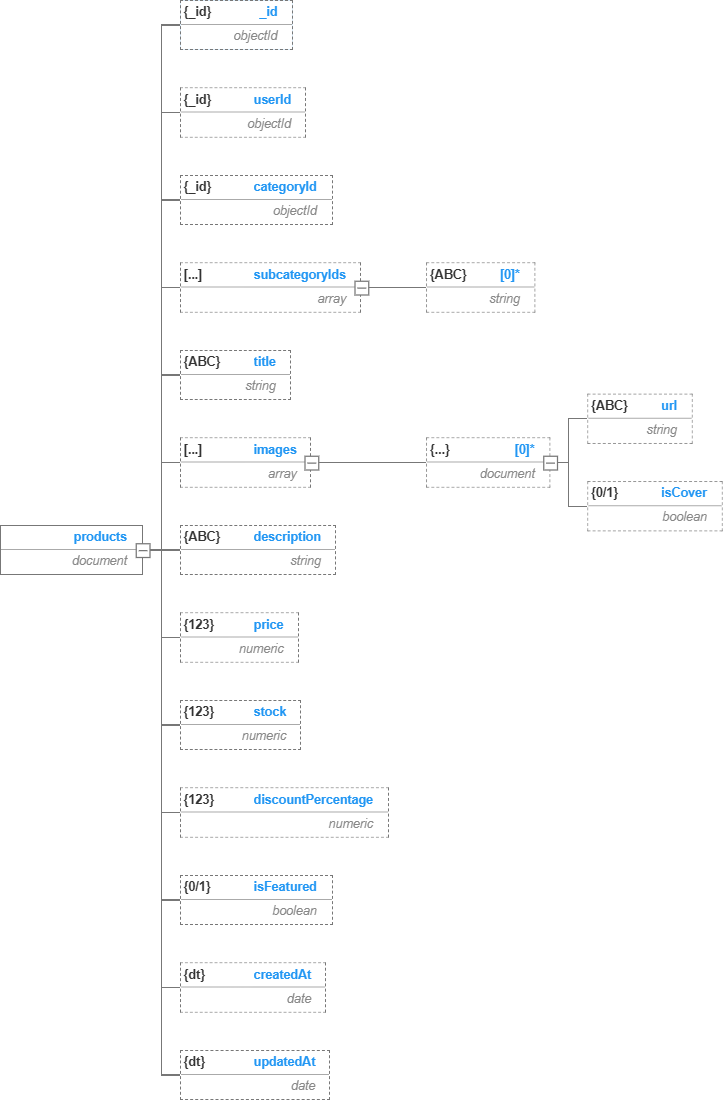 {_id} _id
objectId
{_id} userId
objectId
{_id} categoryId
objectId
[...] subcategoryIds
array
{ABC} [0]*
string
{ABC} title
string
[...] images
array
{...} [0]*
document
{ABC} url
string
{0/1} isCover
boolean
products
document
{ABC} description
string
{123} price
numeric
{123} stock
numeric
{123} discountPercentage
numeric
{0/1} isFeatured
boolean
{dt} createdAt
date
{dt} updatedAt
date